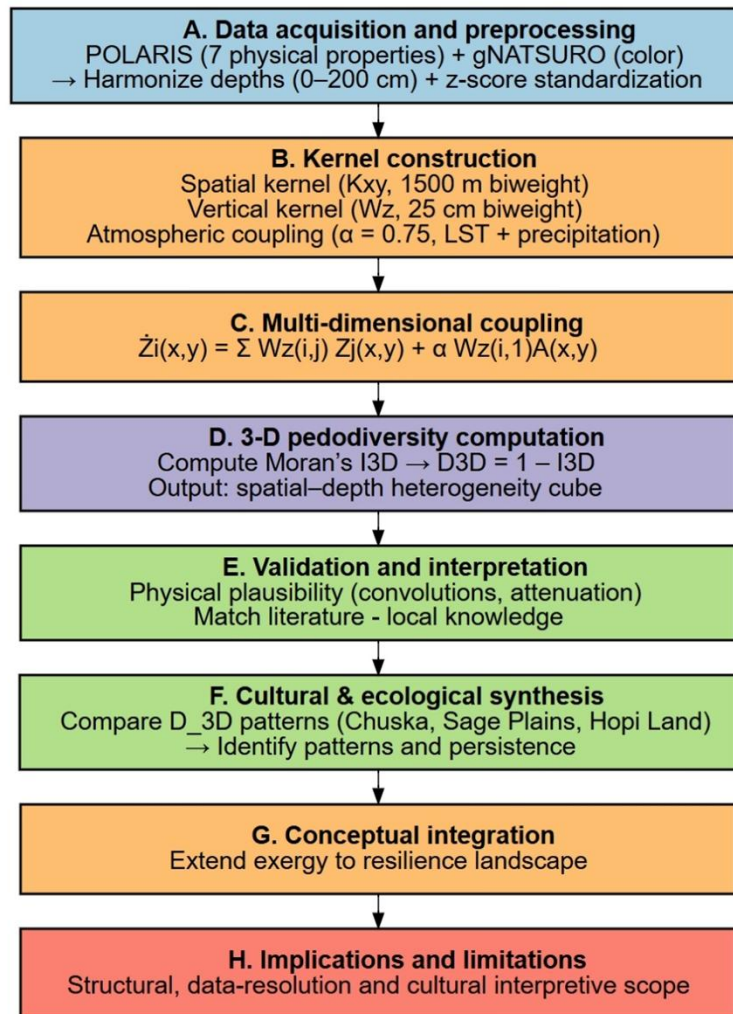 A. Data acquisition and preprocessing
POLARIS (7 physical properties) + gNATSURO (color)
→ Harmonize depths (0–200 cm) + z-score standardization
B. Kernel construction
Spatial kernel (Kxy, 1500 m biweight)
Vertical kernel (Wz, 25 cm biweight)
Atmospheric coupling (α = 0.75, LST + precipitation)
C. Multi-dimensional coupling
Żi(x,y) = Σ Wz(i,j) Zj(x,y) + α Wz(i,1)A(x,y)
D. 3-D pedodiversity computation
Compute Moran’s I3D → D3D = 1 – I3D
Output: spatial–depth heterogeneity cube
E. Validation and interpretation
Physical plausibility (convolutions, attenuation)
Match literature - local knowledge
F. Cultural & ecological synthesis
Compare D_3D patterns (Chuska, Sage Plains, Hopi Land)
→ Identify patterns and persistence
G. Conceptual integration
Extend exergy to resilience landscape
H. Implications and limitations
Structural, data-resolution and cultural interpretive scope